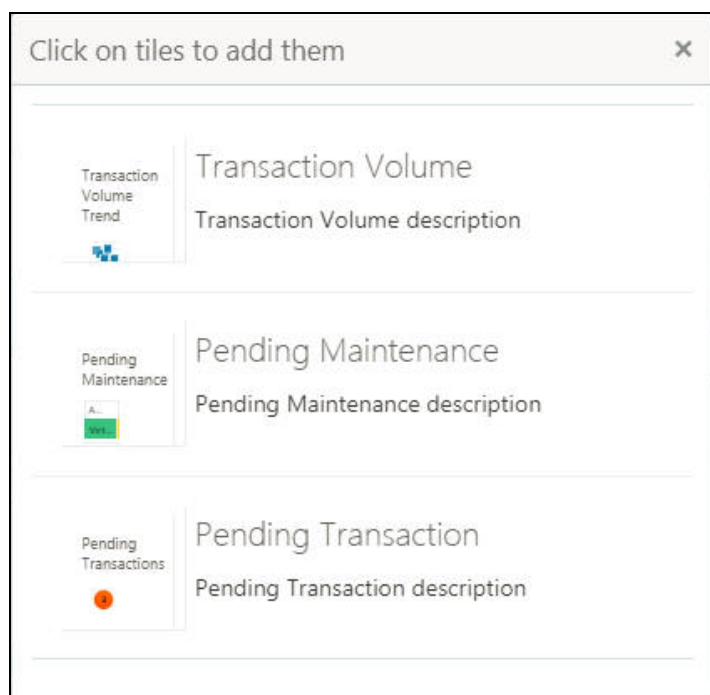 Click on tiles to add them
Transaction
Volume
Trend
Transaction Volume
Transaction Volume description
Pending
Maintenance
A...
Pending Maintenance
Pending Maintenance description
Pending
Transactions
Pending Transaction
Pending Transaction description